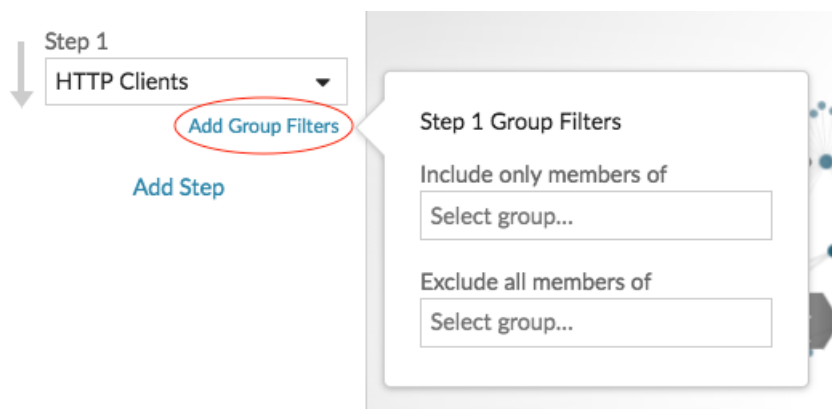 Step 1
HTTP Clients
Add Group Filters
Add Step
Step 1 Group Filters
Include only members of
Select group...
Exclude all members of
Select group...